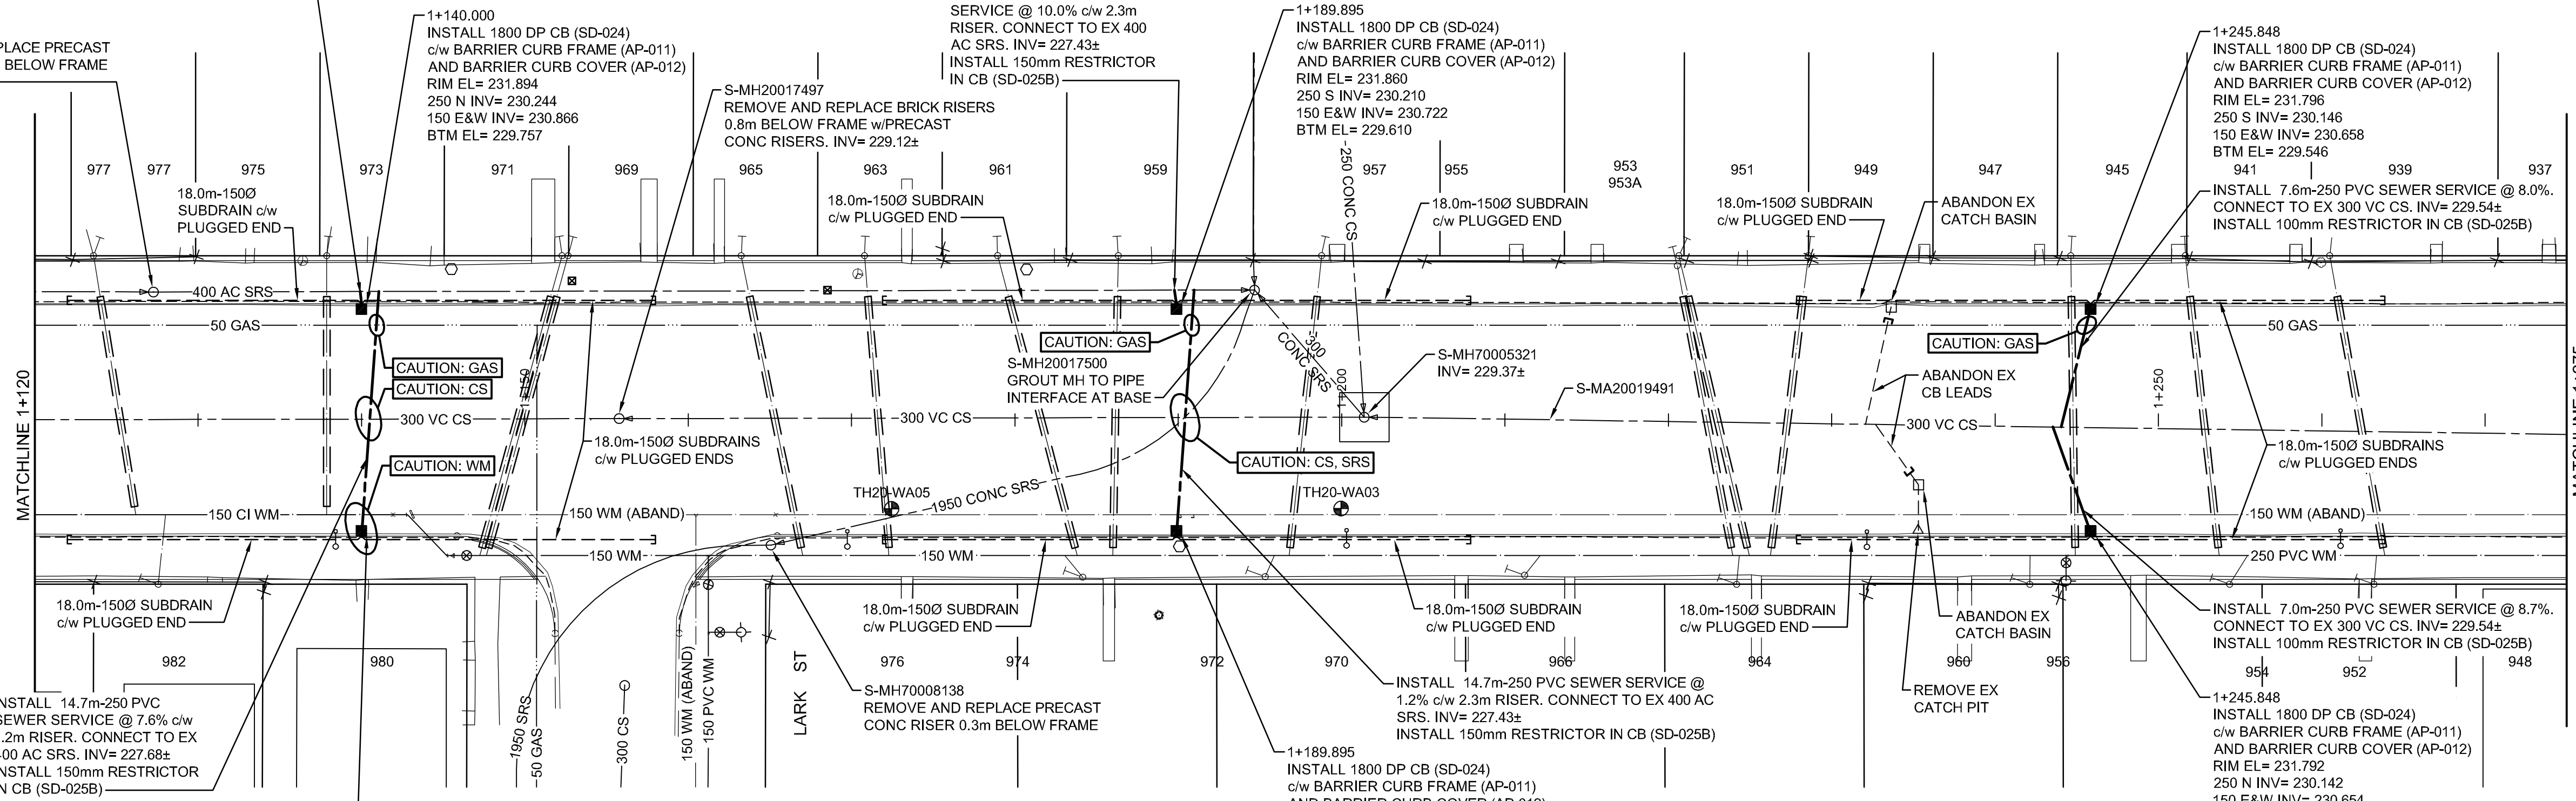 PLACE PRECAST
BELOW FRAME
1+140.000
INSTALL 1800 DP CB (SD-024)
c/w BARRIER CURB FRAME (AP-011)
AND BARRIER CURB COVER (AP-012)
RIM EL= 231.894
250 N INV= 230.244
150 E&W INV= 230.866
BTM EL= 229.757
S-MH20017497
REMOVE AND REPLACE BRICK RISERS
0.8m BELOW FRAME w/PRECAST
CONC RISERS. INV= 229.12±
SERVICE @ 10.0% c/w 2.3m
RISER. CONNECT TO EX 400
AC SRS. INV= 227.43±
INSTALL 150mm RESTRICTOR
IN CB (SD-025B)
1+189.895
INSTALL 1800 DP CB (SD-024)
c/w BARRIER CURB FRAME (AP-011)
AND BARRIER CURB COVER (AP-012)
RIM EL= 231.860
250 S INV= 230.210
150 E&W INV= 230.722
BTM EL= 229.610
1+245.848
INSTALL 1800 DP CB (SD-024)
c/w BARRIER CURB FRAME (AP-011)
AND BARRIER CURB COVER (AP-012)
RIM EL= 231.796
250 S INV= 230.146
150 E&W INV= 230.658
BTM EL= 229.546
977
977
975
973
971
969
965
963
961
959
957
955
953
953A
951
949
947
945
941
939
937
18.0m-150Ø
SUBDRAIN c/w
PLUGGED END
18.0m-150Ø SUBDRAIN
c/w PLUGGED END
250 CONC CS
18.0m-150Ø SUBDRAIN
c/w PLUGGED END
18.0m-150Ø SUBDRAIN
c/w PLUGGED END
ABANDON EX
CATCH BASIN
INSTALL 7.6m-250 PVC SEWER SERVICE @ 8.0%.
CONNECT TO EX 300 VC CS. INV= 229.54±
INSTALL 100mm RESTRICTOR IN CB (SD-025B)
400 AC SRS
50 GAS
50 GAS
CAUTION: GAS
CAUTION: CS
CAUTION: WM
CAUTION: GAS
CAUTION: GAS
CAUTION: CS, SRS
MATCHLINE 1+120
1+150
1+200
1+250
S-MH20017500
GROUT MH TO PIPE
INTERFACE AT BASE
300
CONC SRS
S-MH70005321
INV= 229.37±
S-MA20019491
ABANDON EX
CB LEADS
300 VC CS
300 VC CS
300 VC CS
18.0m-150Ø SUBDRAINS
c/w PLUGGED ENDS
18.0m-150Ø SUBDRAINS
c/w PLUGGED ENDS
TH20-WA05
1950 CONC SRS
TH20-WA03
150 CI WM
150 WM (ABAND)
150 WM (ABAND)
150 WM
150 WM
250 PVC WM
18.0m-150Ø SUBDRAIN
c/w PLUGGED END
18.0m-150Ø SUBDRAIN
c/w PLUGGED END
18.0m-150Ø SUBDRAIN
c/w PLUGGED END
18.0m-150Ø SUBDRAIN
c/w PLUGGED END
ABANDON EX
CATCH BASIN
INSTALL 7.0m-250 PVC SEWER SERVICE @ 8.7%.
CONNECT TO EX 300 VC CS. INV= 229.54±
INSTALL 100mm RESTRICTOR IN CB (SD-025B)
982
980
976
974
972
970
966
964
960
956
954
952
948
INSTALL 14.7m-250 PVC
SEWER SERVICE @ 7.6% c/w
.2m RISER. CONNECT TO EX
400 AC SRS. INV= 227.68±
INSTALL 150mm RESTRICTOR
IN CB (SD-025B)
1950 SRS
50 GAS
300 CS
150 WM (ABAND)
150 PVC WM
LARK ST
S-MH70008138
REMOVE AND REPLACE PRECAST
CONC RISER 0.3m BELOW FRAME
INSTALL 14.7m-250 PVC SEWER SERVICE @
1.2% c/w 2.3m RISER. CONNECT TO EX 400 AC
SRS. INV= 227.43±
INSTALL 150mm RESTRICTOR IN CB (SD-025B)
REMOVE EX
CATCH PIT
1+189.895
INSTALL 1800 DP CB (SD-024)
c/w BARRIER CURB FRAME (AP-011)
AND BARRIER CURB COVER (AP-012)
1+245.848
INSTALL 1800 DP CB (SD-024)
c/w BARRIER CURB FRAME (AP-011)
AND BARRIER CURB COVER (AP-012)
RIM EL= 231.792
250 N INV= 230.142
150 E&W INV= 230.654